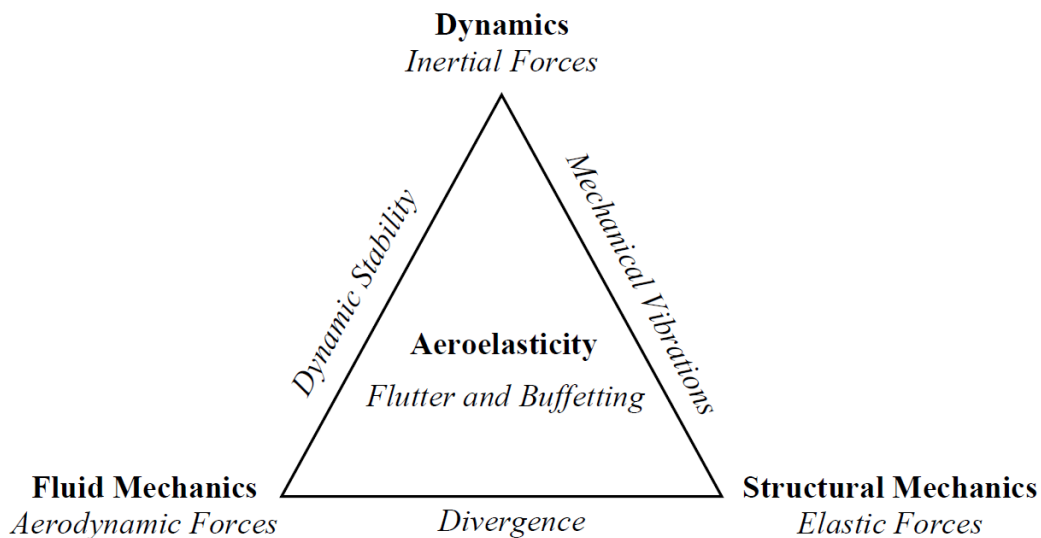 Dynamics
Inertial Forces
Dynamic Stability
Mechanical Vibrations
Aeroelasticity
Flutter and Buffetting
Fluid Mechanics
Aerodynamic Forces
Divergence
Structural Mechanics
Elastic Forces